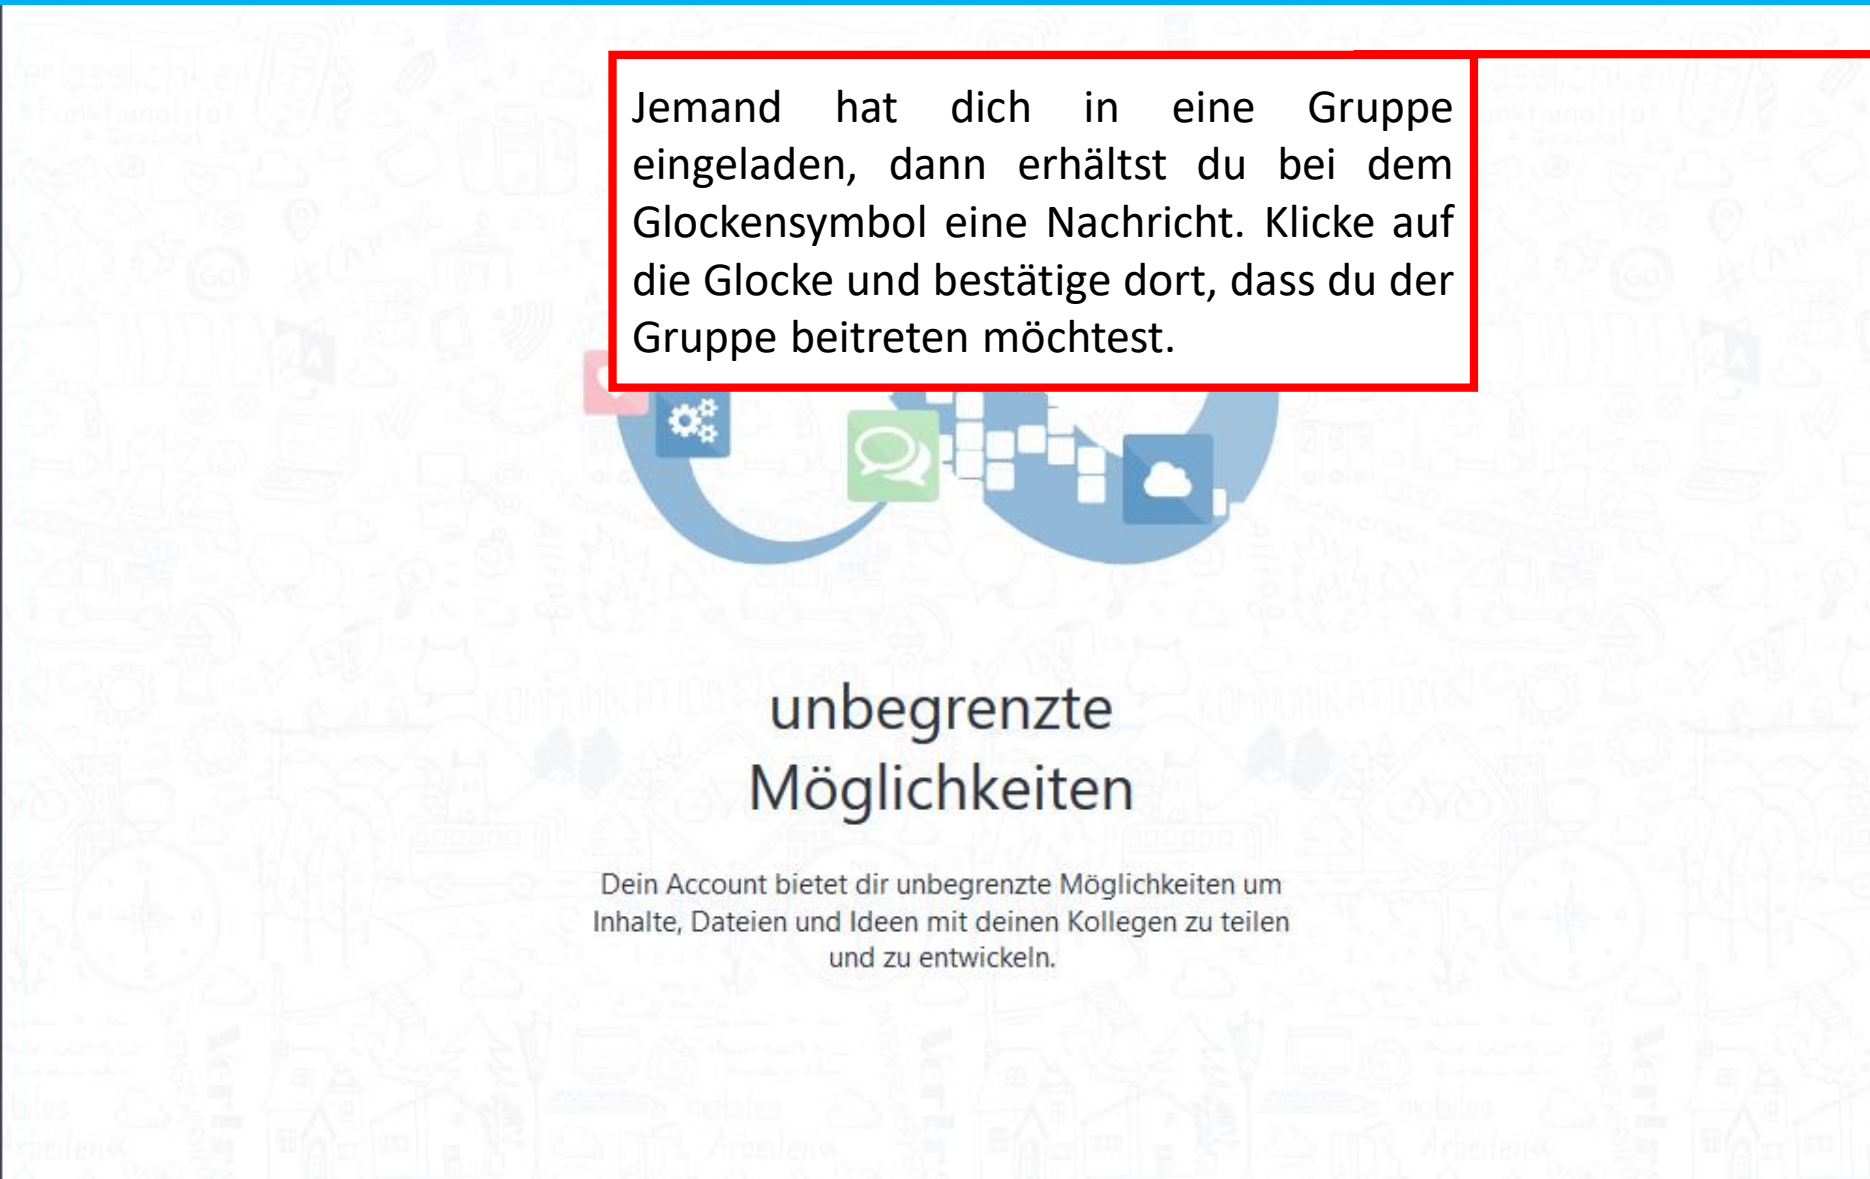 Jemand hat dich in eine Gruppe
eingeladen, dann erhältst du bei dem
Glockensymbol eine Nachricht. Klicke auf
die Glocke und bestätige dort, dass du der
Gruppe beitreten möchtest.
unbegrenzte
Möglichkeiten
Dein Account bietet dir unbegrenzte Möglichkeiten um
Inhalte, Dateien und Ideen mit deinen Kollegen zu teilen
und zu entwickeln.